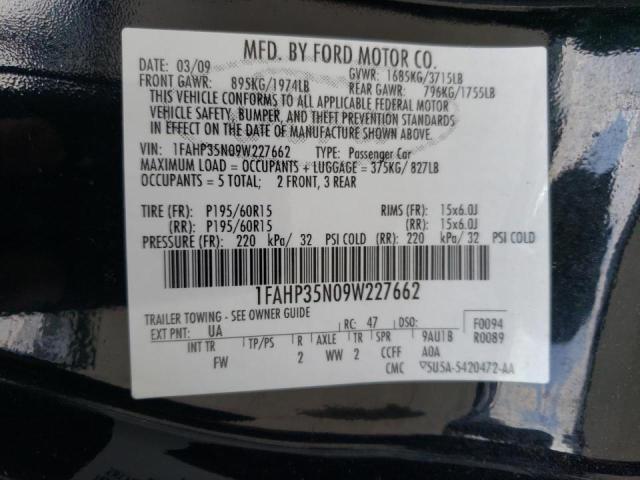 MFD. BY FORD MOTOR CO.
DATE: 03/09 GVWR: 1685KG/3715LB
FRONT GAWR: 895KG/1974LB REAR GAWR: 796KG/1755LB
THIS VEHICLE CONFORMS TO ALL APPLICABLE FEDERAL MOTOR
VEHICLE SAFETY, BUMPER, AND THEFT PREVENTION STANDARDS
IN EFFECT ON THE DATE OF MANUFACTURE SHOWN ABOVE.
VIN: 1FAHP35N09W227662 TYPE: Passenger Car
MAXIMUM LOAD = OCCUPANTS + LUGGAGE = 375KG/ 827LB
OCCUPANTS = 5 TOTAL; 2 FRONT, 3 REAR
TIRE (FR): P195/60R15 RIMS (FR): 15x6.0J
(RR): P195/60R15 (RR): 15x6.0J
PRESSURE (FR): 220 kPa/ 32 PSI COLD (RR): 220 kPa/ 32 PSI COLD
1FAHP35N09W227662
TRAILER TOWING - SEE OWNER GUIDE
EXT PNT: UA RC: 47 DSO: F0094
INT TR TP/PS R AXLE TR SPR 9AU1B R0089
FW 2 WW 2 CCFF A0A
CMC 5U5A-5420472-AA